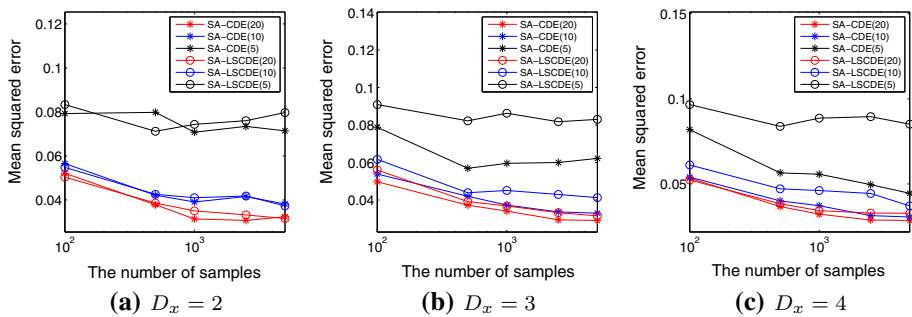 Mean squared error
0.12
0.1
0.08
0.06
0.04
10^2
10^3
SA−CDE(20)
SA−CDE(10)
SA−CDE(5)
SA−LSCDE(20)
SA−LSCDE(10)
SA−LSCDE(5)
The number of samples
(a) D_x = 2
Mean squared error
0.14
0.12
0.1
0.08
0.06
0.04
10^2
10^3
SA−CDE(20)
SA−CDE(10)
SA−CDE(5)
SA−LSCDE(20)
SA−LSCDE(10)
SA−LSCDE(5)
The number of samples
(b) D_x = 3
Mean squared error
0.15
0.1
0.05
10^2
10^3
SA−CDE(20)
SA−CDE(10)
SA−CDE(5)
SA−LSCDE(20)
SA−LSCDE(10)
SA−LSCDE(5)
The number of samples
(c) D_x = 4